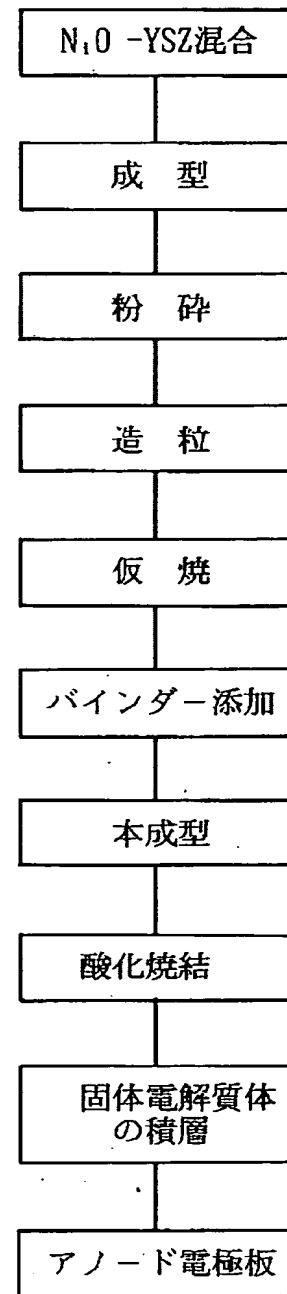 NiO -YSZ混合
成 型
粉 砕
造 粒
仮 焼
バインダー添加
本成型
酸化焼結
固体電解質体
の積層
アノード電極板